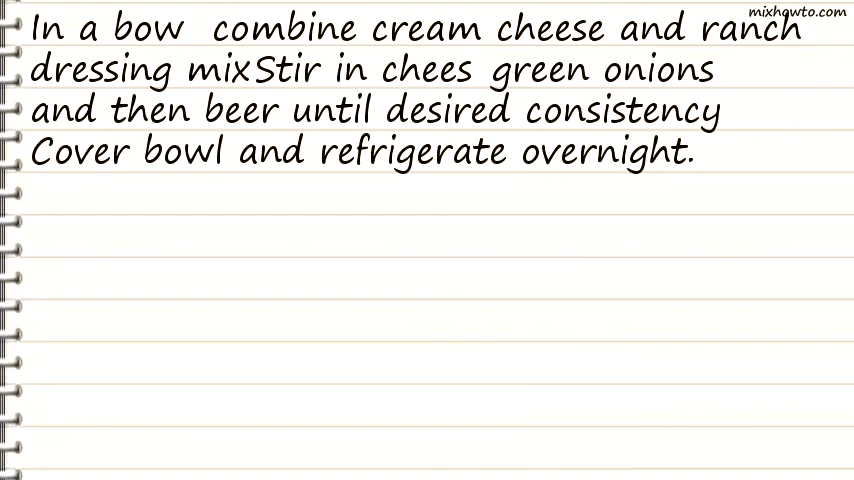 mixhowto.com
In a bow combine cream cheese and ranch
dressing mixStir in chees green onions
and then beer until desired consistency
Cover bowl and refrigerate overnight.